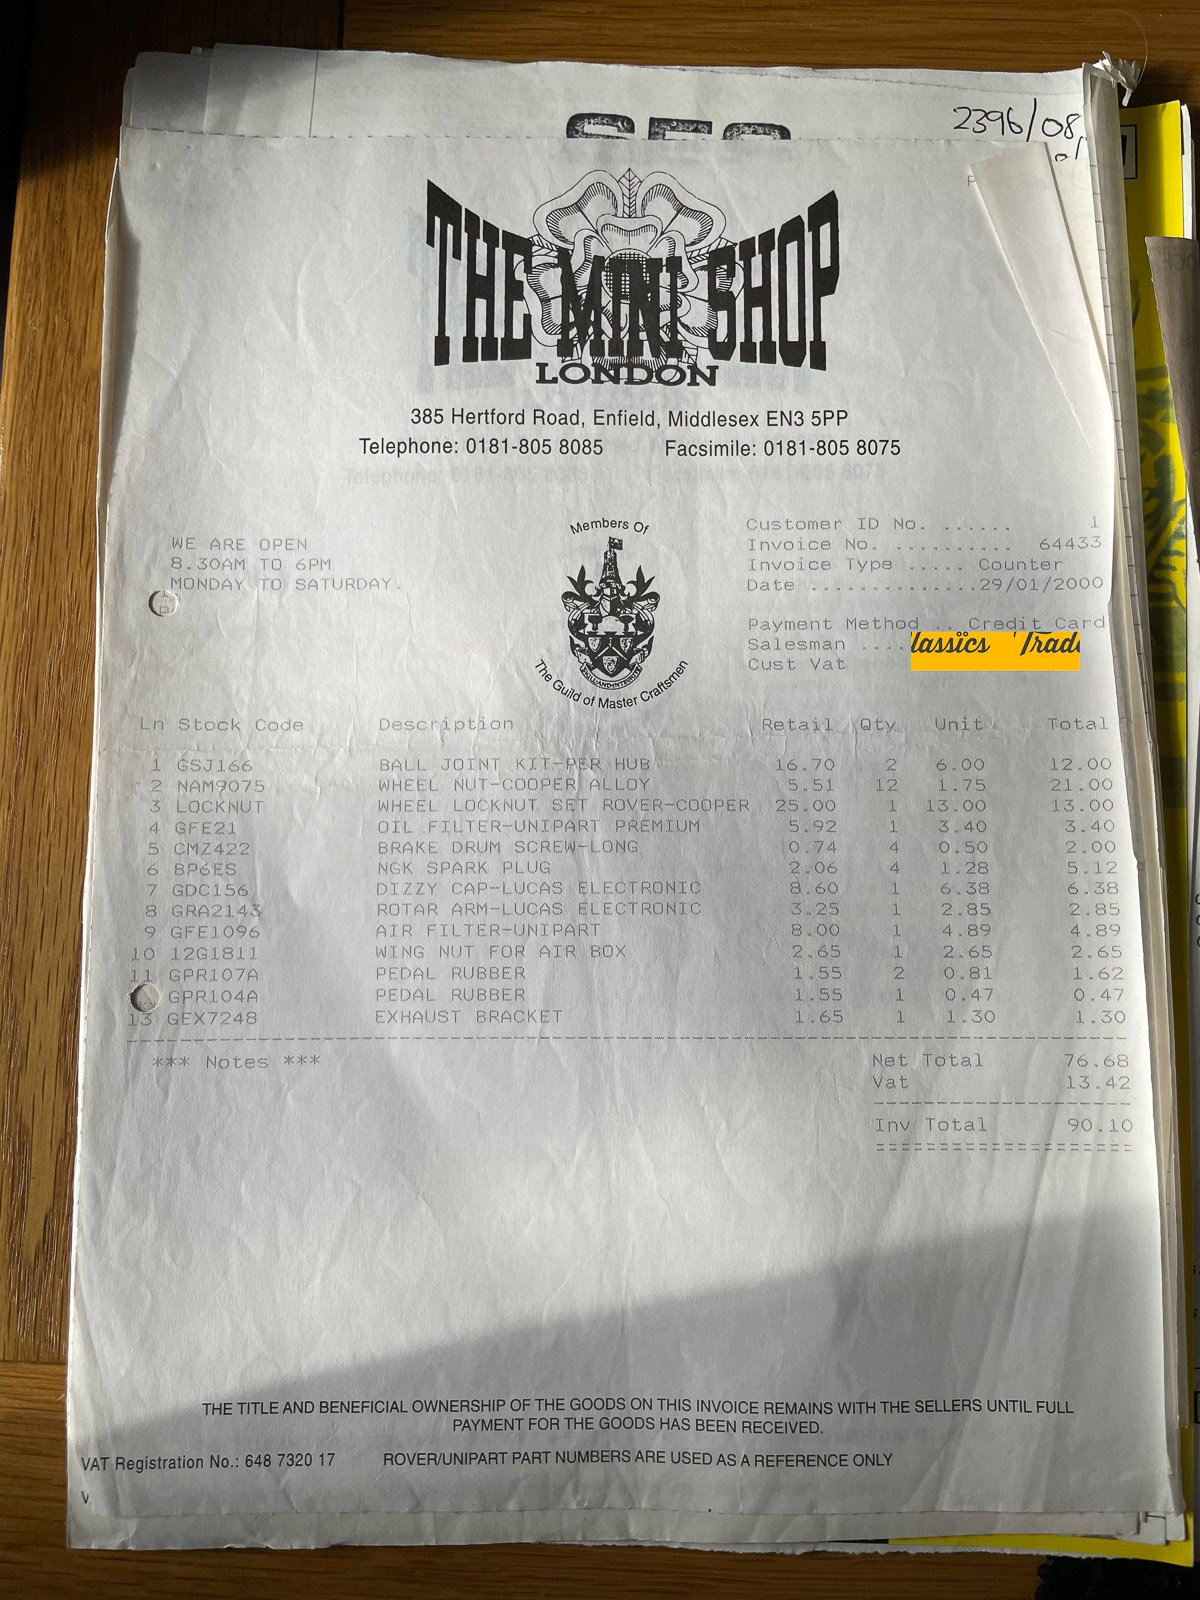 2396/08
01
THE MINI SHOP
LONDON
385 Hertford Road, Enfield, Middlesex EN3 5PP
Telephone: 0181-805 8085 Facsimile: 0181-805 8075
WE ARE OPEN
8.30AM TO 6PM
MONDAY TO SATURDAY.
Members Of
The Guild of Master Craftsmen
Customer ID No. ...... 1
Invoice No. .......... 64433
Invoice Type ..... Counter
Date ..............29/01/2000
Payment Method .. Credit Card
Salesman ....
Cust Vat
lassics Trade
Ln Stock Code Description Retail Qty Unit Total
1 GSJ166 BALL JOINT KIT-PER HUB 16.70 2 6.00 12.00
2 NAM9075 WHEEL NUT-COOPER ALLOY 5.51 12 1.75 21.00
3 LOCKNUT WHEEL LOCKNUT SET ROVER-COOPER 25.00 1 13.00 13.00
4 GFE21 OIL FILTER-UNIPART PREMIUM 5.92 1 3.40 3.40
5 CMZ422 BRAKE DRUM SCREW-LONG 0.74 4 0.50 2.00
6 BP6ES NGK SPARK PLUG 2.06 4 1.28 5.12
7 GDC156 DIZZY CAP-LUCAS ELECTRONIC 8.60 1 6.38 6.38
8 GRA2143 ROTAR ARM-LUCAS ELECTRONIC 3.25 1 2.85 2.85
9 GFE1096 AIR FILTER-UNIPART 8.00 1 4.89 4.89
10 12G1811 WING NUT FOR AIR BOX 2.65 1 2.65 2.65
11 GPR107A PEDAL RUBBER 1.55 2 0.81 1.62
GPR104A PEDAL RUBBER 1.55 1 0.47 0.47
13 GEX7248 EXHAUST BRACKET 1.65 1 1.30 1.30
*** Notes ***
Net Total 76.68
Vat 13.42
Inv Total 90.10
THE TITLE AND BENEFICIAL OWNERSHIP OF THE GOODS ON THIS INVOICE REMAINS WITH THE SELLERS UNTIL FULL
PAYMENT FOR THE GOODS HAS BEEN RECEIVED.
VAT Registration No.: 648 7320 17 ROVER/UNIPART PART NUMBERS ARE USED AS A REFERENCE ONLY